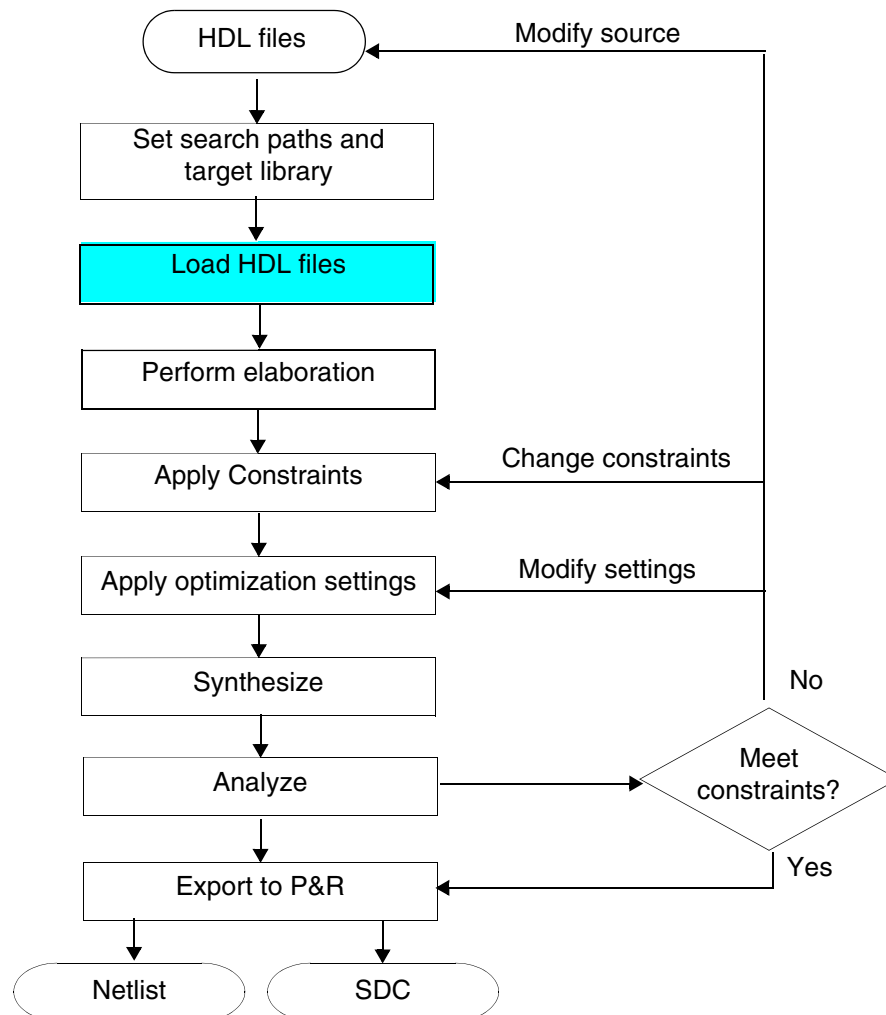 HDL files
Modify source
Set search paths and
target library
Load HDL files
Perform elaboration
Apply Constraints
Change constraints
Apply optimization settings
Modify settings
Synthesize
No
Analyze
Meet
constraints?
Yes
Export to P&R
Netlist
SDC